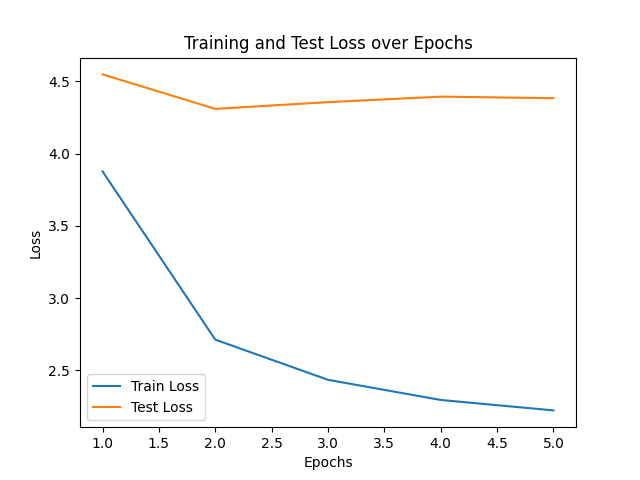 Training and Test Loss over Epochs
4.5
4.0
3.5
3.0
2.5
Loss
Train Loss
Test Loss
1.0 1.5 2.0 2.5 3.0 3.5 4.0 4.5 5.0
Epochs